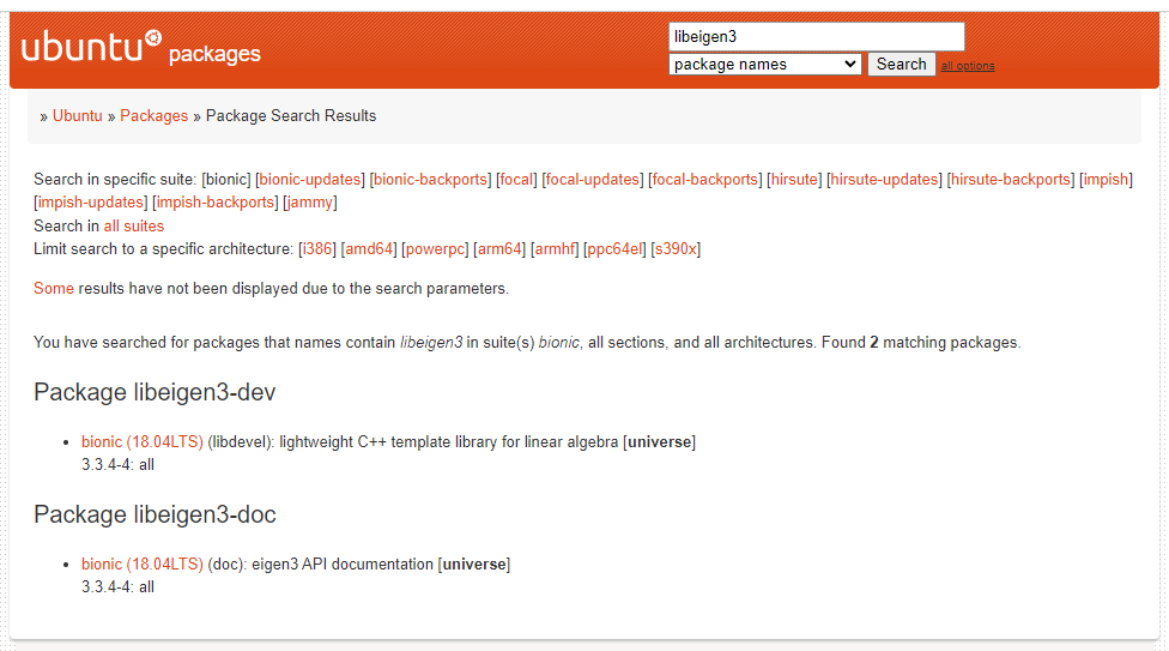 ubuntu packages
libeigen3
package names Search all options
» Ubuntu » Packages » Package Search Results
Search in specific suite: [bionic] [bionic-updates] [bionic-backports] [focal] [focal-updates] [focal-backports] [hirsute] [hirsute-updates] [hirsute-backports] [impish]
[impish-updates] [impish-backports] [jammy]
Search in all suites
Limit search to a specific architecture: [i386] [amd64] [powerpc] [arm64] [armhf] [ppc64el] [s390x]
Some results have not been displayed due to the search parameters.
You have searched for packages that names contain libeigen3 in suite(s) bionic, all sections, and all architectures. Found 2 matching packages.
Package libeigen3-dev
• bionic (18.04LTS) (libdevel): lightweight C++ template library for linear algebra [universe]
3.3.4-4: all
Package libeigen3-doc
• bionic (18.04LTS) (doc): eigen3 API documentation [universe]
3.3.4-4: all